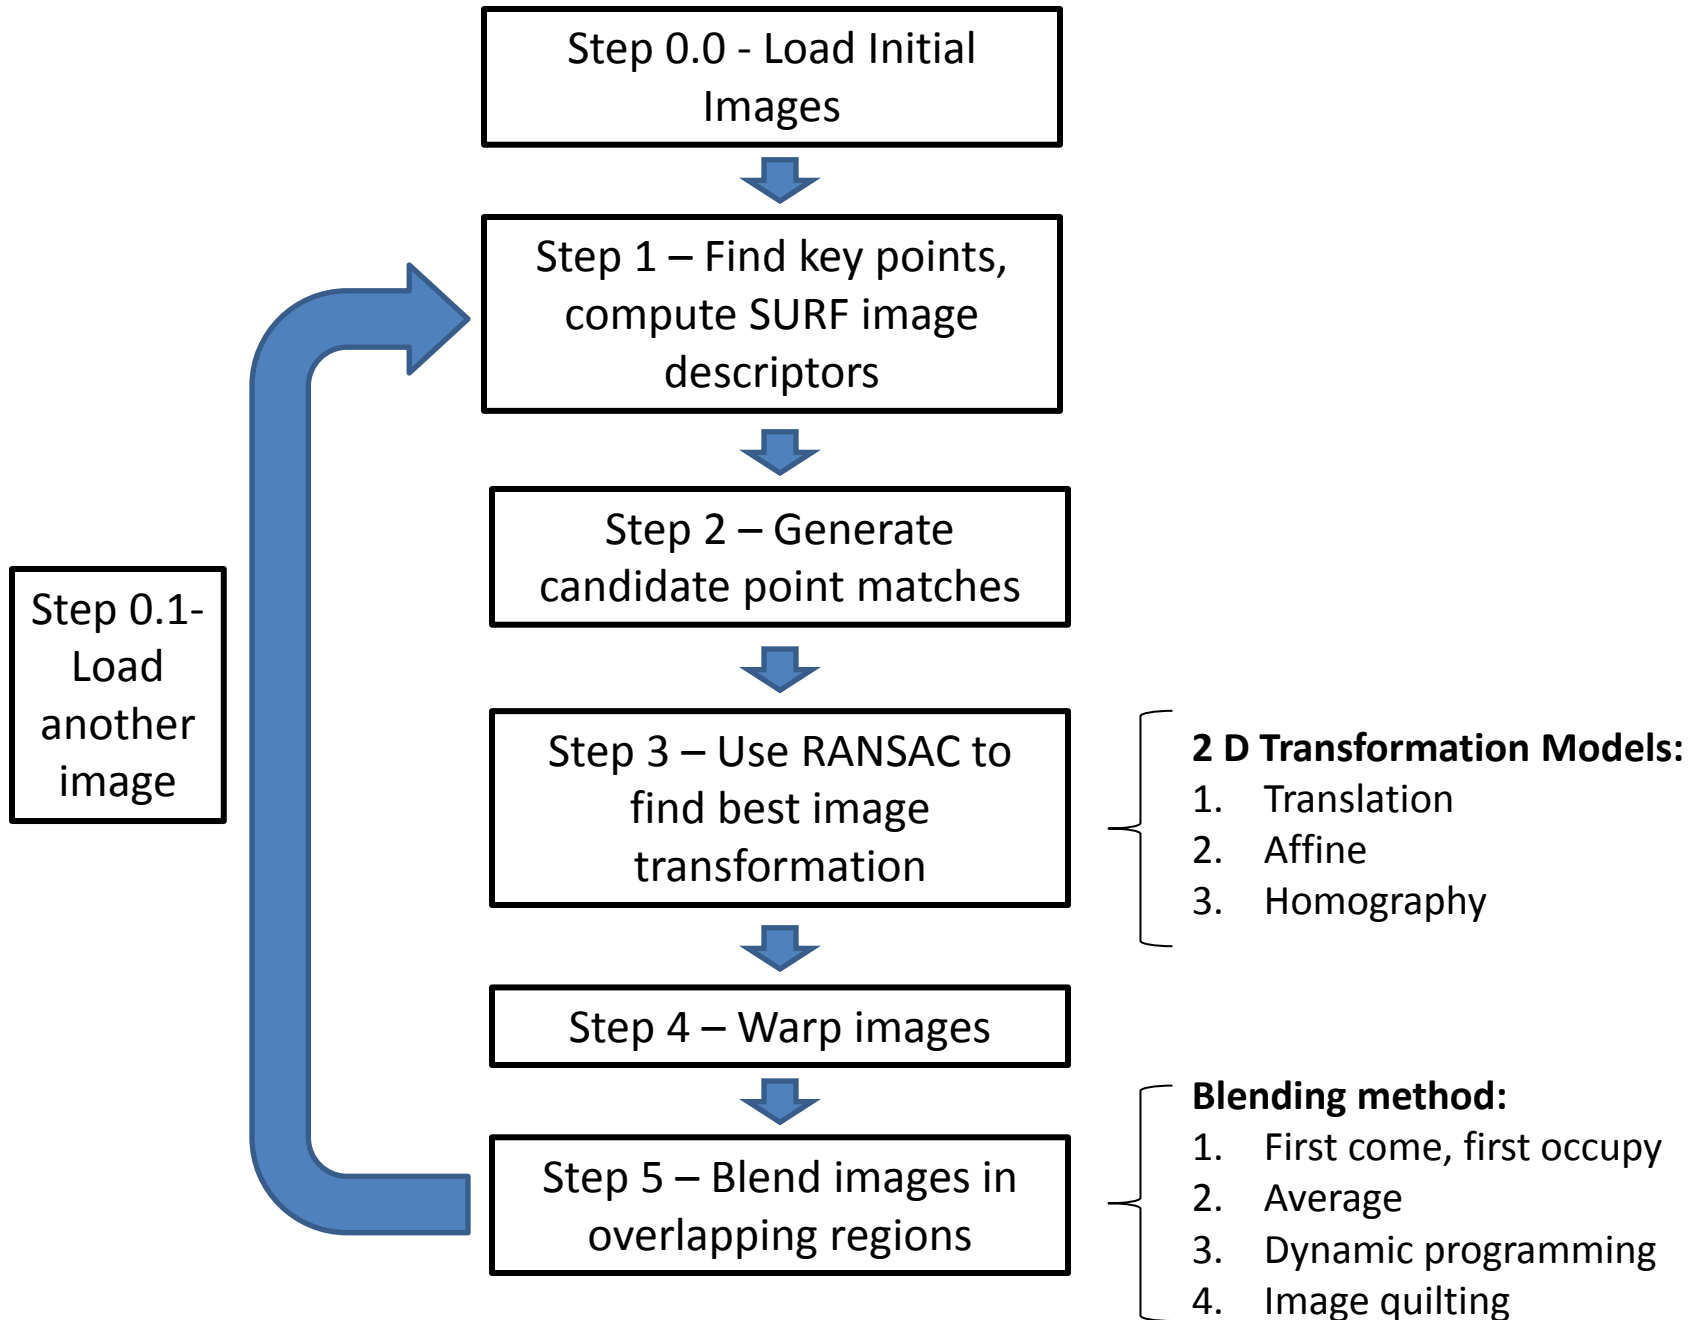 Step 0.0 - Load Initial
Images
Step 1 – Find key points,
compute SURF image
descriptors
Step 2 – Generate
candidate point matches
Step 0.1-
Load
another
image
Step 3 – Use RANSAC to
find best image
transformation
2 D Transformation Models:
1. Translation
2. Affine
3. Homography
Step 4 – Warp images
Step 5 – Blend images in
overlapping regions
Blending method:
1. First come, first occupy
2. Average
3. Dynamic programming
4. Image quilting